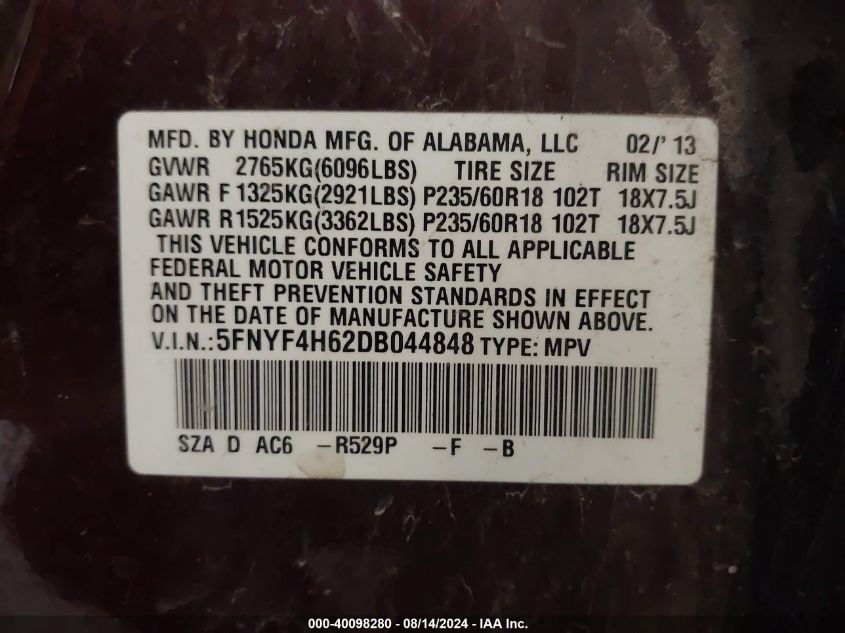 MFD. BY HONDA MFG. OF ALABAMA, LLC 02/' 13
GVWR 2765KG(6096LBS) TIRE SIZE RIM SIZE
GAWR F 1325KG(2921LBS) P235/60R18 102T 18X7.5J
GAWR R1525KG(3362LBS) P235/60R18 102T 18X7.5J
THIS VEHICLE CONFORMS TO ALL APPLICABLE
FEDERAL MOTOR VEHICLE SAFETY
AND THEFT PREVENTION STANDARDS IN EFFECT
ON THE DATE OF MANUFACTURE SHOWN ABOVE.
V.I.N.: 5FNYF4H62DB044848 TYPE: MPV
SZA D AC6 -R529P -F -B
000-40098280 - 08/14/2024 - IAA Inc.